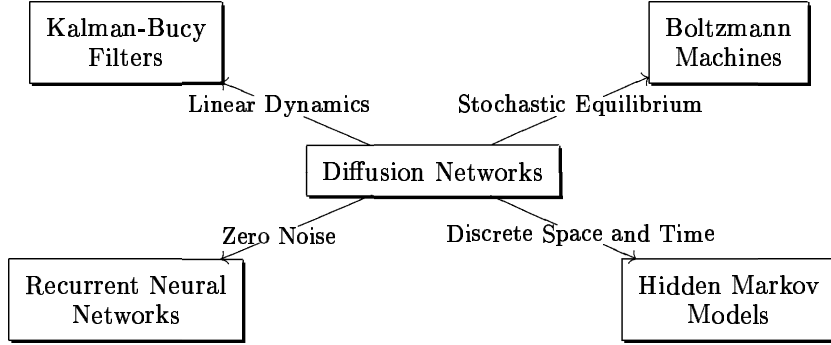 Kalman-Bucy
Filters
Boltzmann
Machines
Linear Dynamics
Stochastic Equilibrium
Diffusion Networks
Zero Noise
Discrete Space and Time
Recurrent Neural
Networks
Hidden Markov
Models